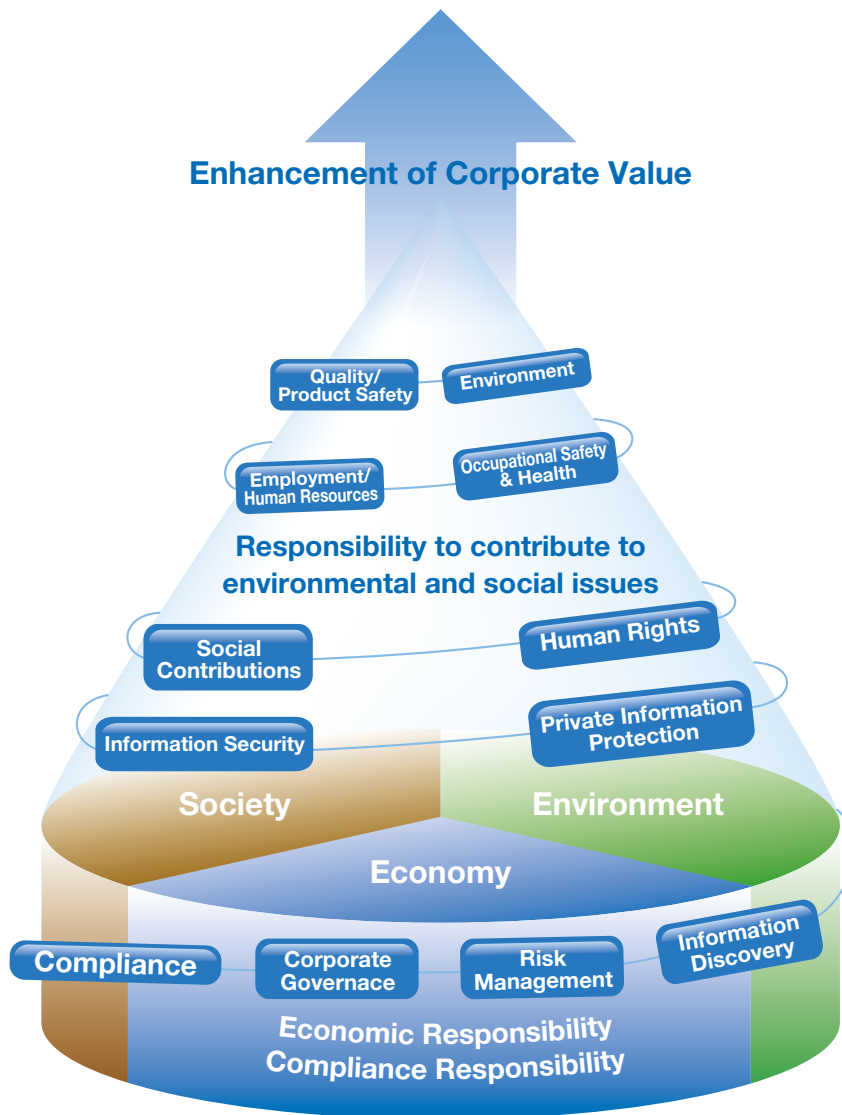 Enhancement of Corporate Value
Quality/
Product Safety
Environment
Employment/
Human Resources
Occupational Safety
& Health
Responsibility to contribute to
environmental and social issues
Social
Contributions
Human Rights
Information Security
Private Information
Protection
Society
Environment
Economy
Compliance
Corporate
Governace
Risk
Management
Information
Discovery
Economic Responsibility
Compliance Responsibility